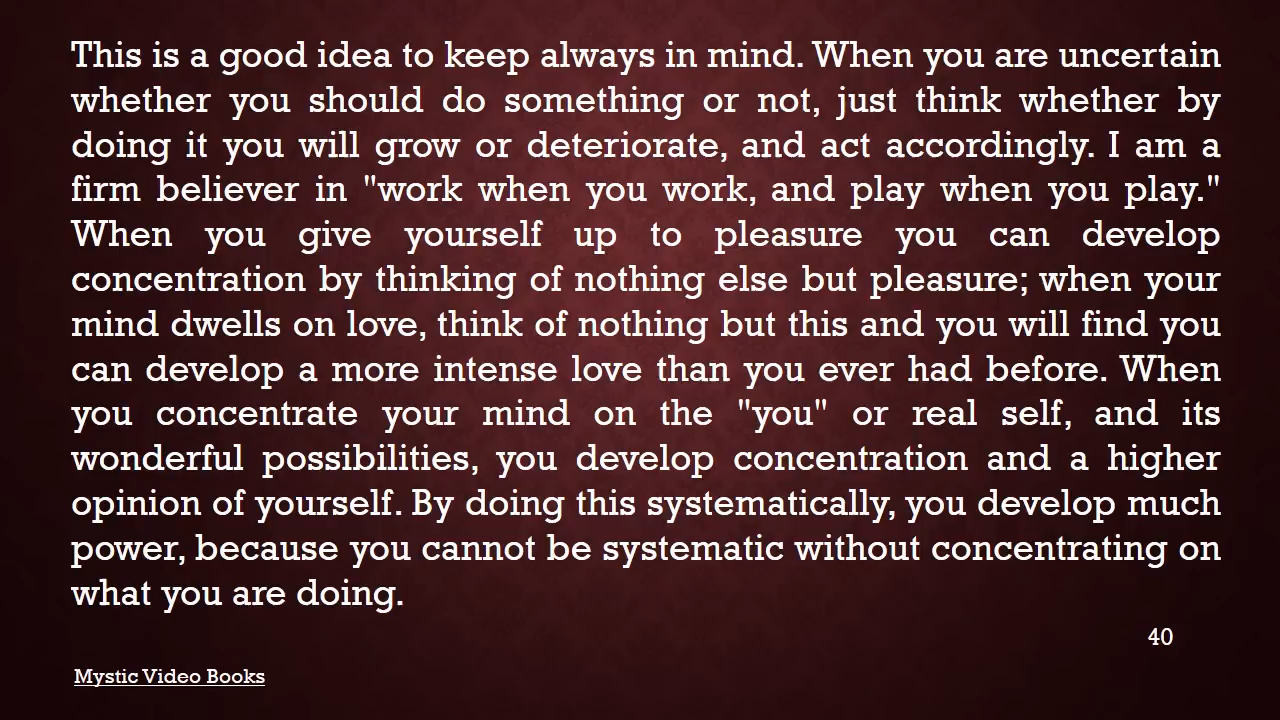 This is a good idea to keep always in mind. When you are uncertain
whether you should do something or not, just think whether by
doing it you will grow or deteriorate, and act accordingly. I am a
firm believer in "work when you work, and play when you play."
When you give yourself up to pleasure you can develop
concentration by thinking of nothing else but pleasure; when your
mind dwells on love, think of nothing but this and you will find you
can develop a more intense love than you ever had before. When
you concentrate your mind on the "you" or real self, and its
wonderful possibilities, you develop concentration and a higher
opinion of yourself. By doing this systematically, you develop much
power, because you cannot be systematic without concentrating on
what you are doing.
40
Mystic Video Books